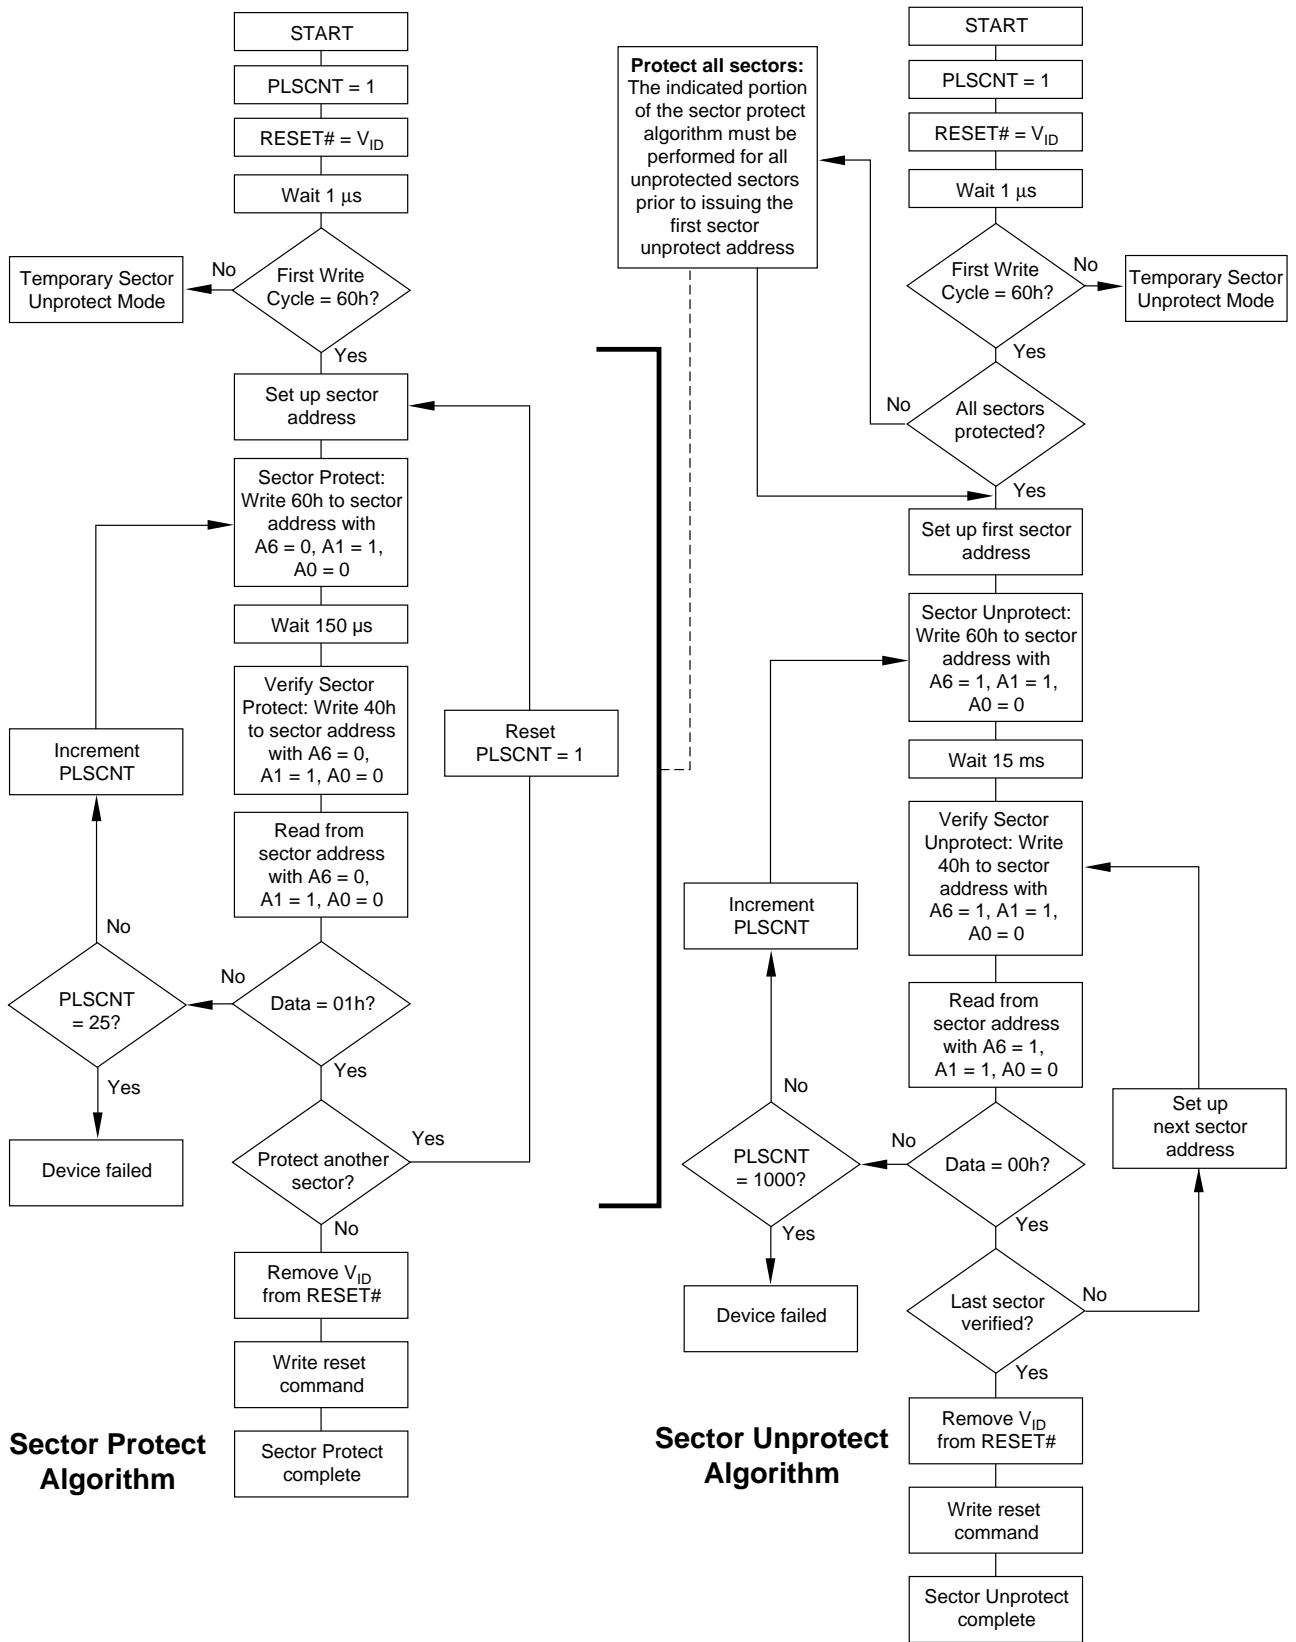 START
PLSCNT = 1
RESET# = VID
Wait 1 μs
First Write
Cycle = 60h?
No
Temporary Sector
Unprotect Mode
Yes
Set up sector
address
Sector Protect:
Write 60h to sector
address with
A6 = 0, A1 = 1,
A0 = 0
Wait 150 µs
Verify Sector
Protect: Write 40h
to sector address
with A6 = 0,
A1 = 1, A0 = 0
Reset
PLSCNT = 1
Increment
PLSCNT
Read from
sector address
with A6 = 0,
A1 = 1, A0 = 0
No
No
PLSCNT
= 25?
Data = 01h?
Yes
Yes
Device failed
Protect another
sector?
Yes
No
Remove VID
from RESET#
Write reset
command
Sector Protect
complete
Sector Protect
Algorithm
Protect all sectors:
The indicated portion
of the sector protect
algorithm must be
performed for all
unprotected sectors
prior to issuing the
first sector
unprotect address
START
PLSCNT = 1
RESET# = VID
Wait 1 μs
First Write
Cycle = 60h?
No
Temporary Sector
Unprotect Mode
Yes
No
All sectors
protected?
Yes
Set up first sector
address
Sector Unprotect:
Write 60h to sector
address with
A6 = 1, A1 = 1,
A0 = 0
Wait 15 ms
Verify Sector
Unprotect: Write
40h to sector
address with
A6 = 1, A1 = 1,
A0 = 0
Increment
PLSCNT
Read from
sector address
with A6 = 1,
A1 = 1, A0 = 0
No
No
PLSCNT
= 1000?
Data = 00h?
Set up
next sector
address
Yes
Yes
Device failed
Last sector
verified?
No
Yes
Remove VID
from RESET#
Write reset
command
Sector Unprotect
complete
Sector Unprotect
Algorithm